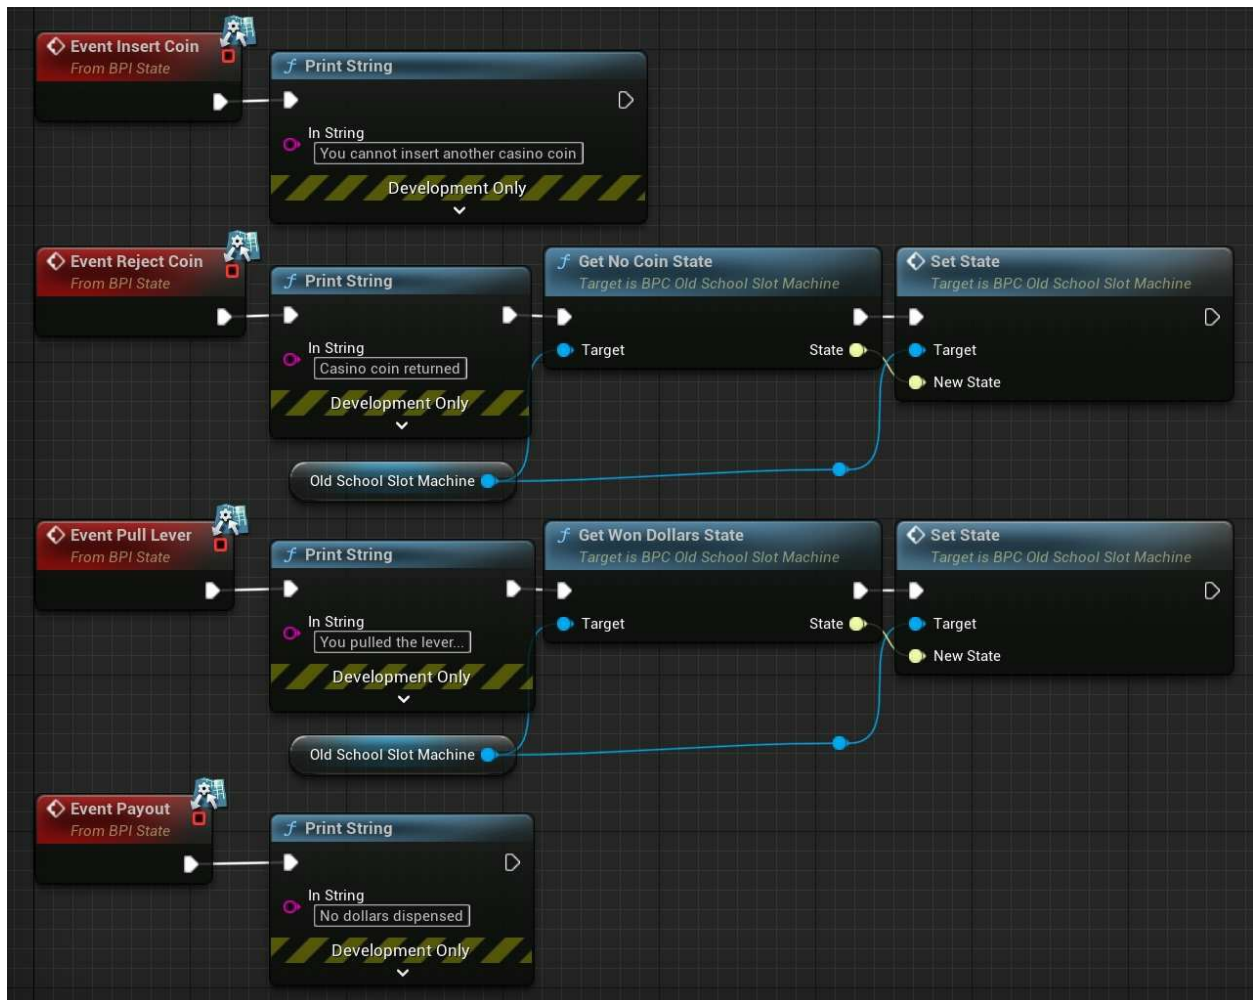 Event Insert Coin
From BPI State
Print String
In String
You cannot insert another casino coin
Development Only
Event Reject Coin
From BPI State
Print String
In String
Casino coin returned
Development Only
Get No Coin State
Target is BPC Old School Slot Machine
Target
State
Set State
Target is BPC Old School Slot Machine
Target
New State
Old School Slot Machine
Event Pull Lever
From BPI State
Print String
In String
You pulled the lever...
Development Only
Get Won Dollars State
Target is BPC Old School Slot Machine
Target
State
Set State
Target is BPC Old School Slot Machine
Target
New State
Old School Slot Machine
Event Payout
From BPI State
Print String
In String
No dollars dispensed
Development Only